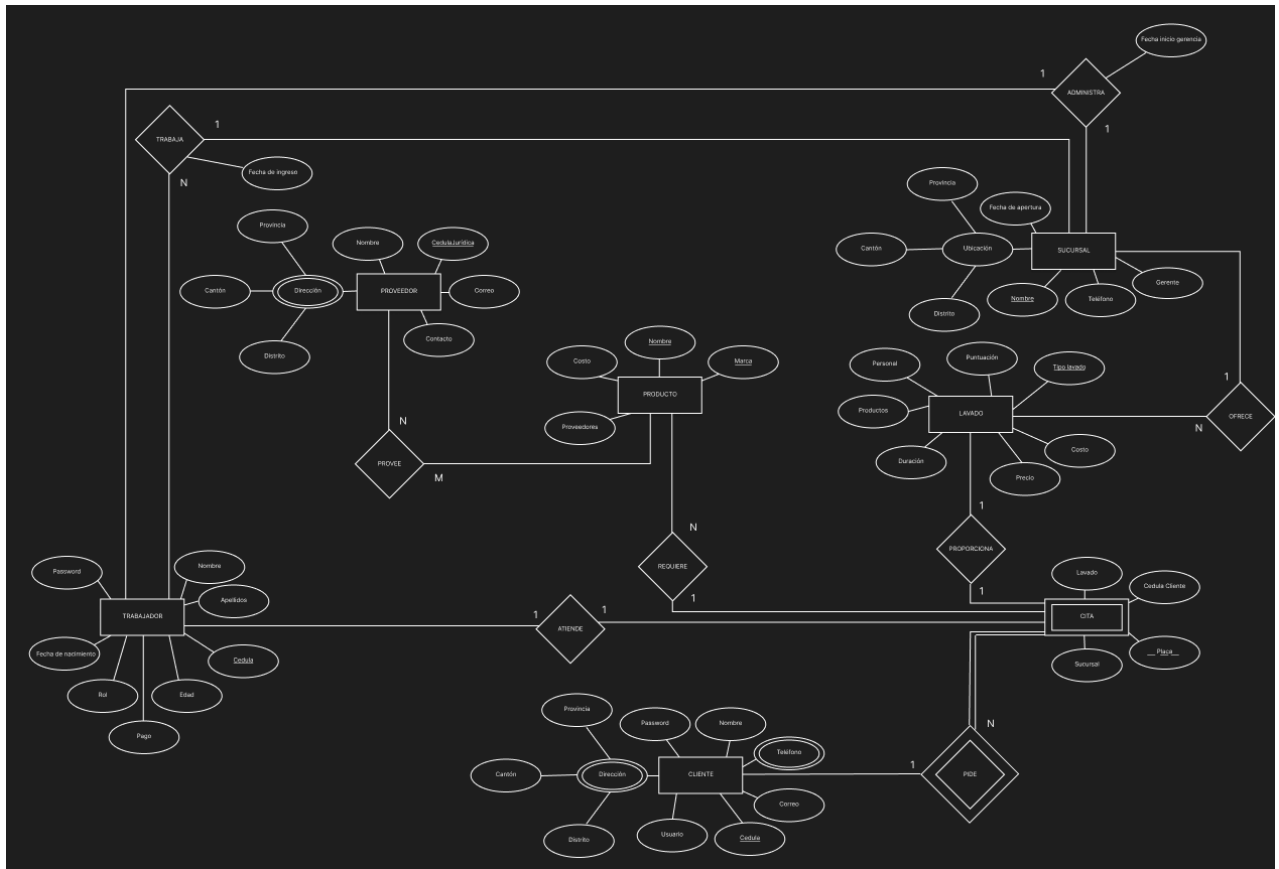 Fecha inicio gerencia
1
ADMINISTRA
1
TRABAJA
1
Fecha de ingreso
N
Provincia
Fecha de apertura
Cantón
Ubicación
SUCURSAL
Distrito
Nombre
Teléfono
Gerente
Provincia
Nombre
CedulaJurídica
Cantón
Dirección
PROVEEDOR
Correo
Distrito
Contacto
Nombre
Costo
Marca
PRODUCTO
Proveedores
Personal
Puntuación
Tipo lavado
Productos
LAVADO
Duración
Precio
Costo
1
OFRECE
N
N
PROVEE
M
N
REQUIERE
1
1
PROPORCIONA
1
Password
Nombre
Apellidos
TRABAJADOR
Fecha de nacimiento
Cedula
Rol
Edad
Pago
1
ATIENDE
1
Lavado
Cedula Cliente
CITA
__ Placa __
Sucursal
N
PIDE
1
Provincia
Password
Nombre
Teléfono
Cantón
Dirección
CLIENTE
Correo
Distrito
Usuario
Cedula